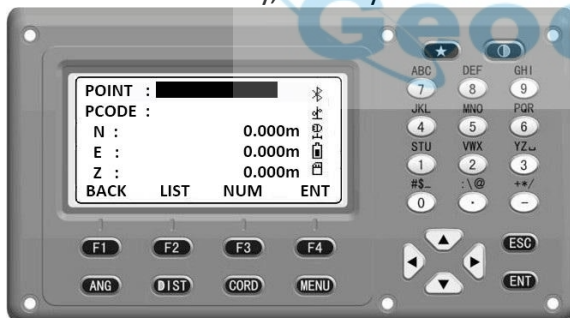 POINT :
PCODE :
N : 0.000m
E : 0.000m
Z : 0.000m
BACK LIST NUM ENT
F1 F2 F3 F4
ANG DIST CORD MENU
ABC DEF GHI
7 8 9
JKL MNO PQR
4 5 6
STU VWX YZ␣
1 2 3
#$_ :\@ +*/
0 . -
ESC
ENT
Geo